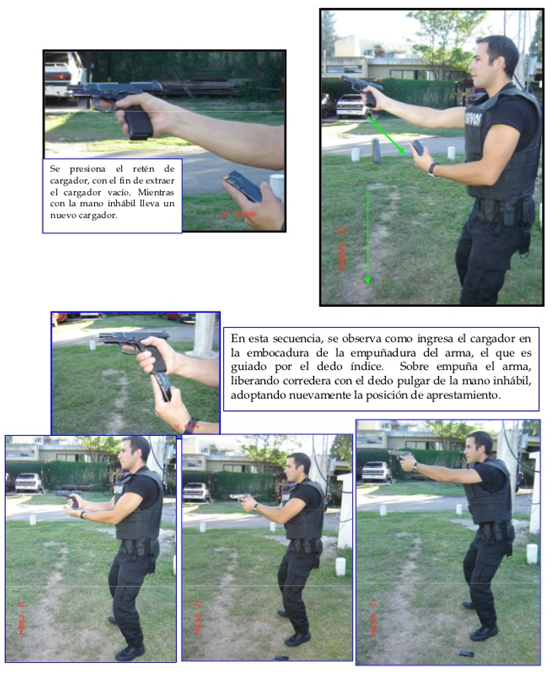 Se presiona el retén de
cargador, con el fin de extraer
el cargador vacío. Mientras
con la mano inhábil lleva un
nuevo cargador.
En esta secuencia, se observa como ingresa el cargador en
la embocadura de la empuñadura del arma, el que es
guiado por el dedo índice. Sobre empuña el arma,
liberando corredera con el dedo pulgar de la mano inhábil,
adoptando nuevamente la posición de aprestamiento.